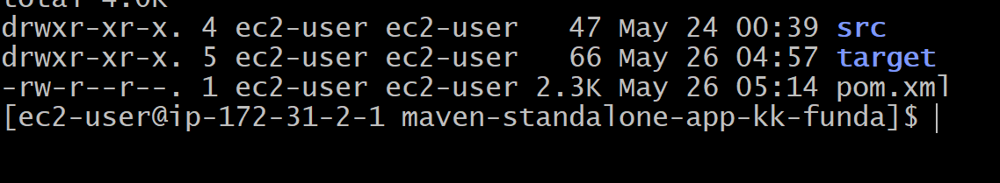 total 4.0K
drwxr-xr-x. 4 ec2-user ec2-user   47 May 24 00:39 src
drwxr-xr-x. 5 ec2-user ec2-user   66 May 26 04:57 target
-rw-r--r--. 1 ec2-user ec2-user 2.3K May 26 05:14 pom.xml
[ec2-user@ip-172-31-2-1 maven-standalone-app-kk-funda]$